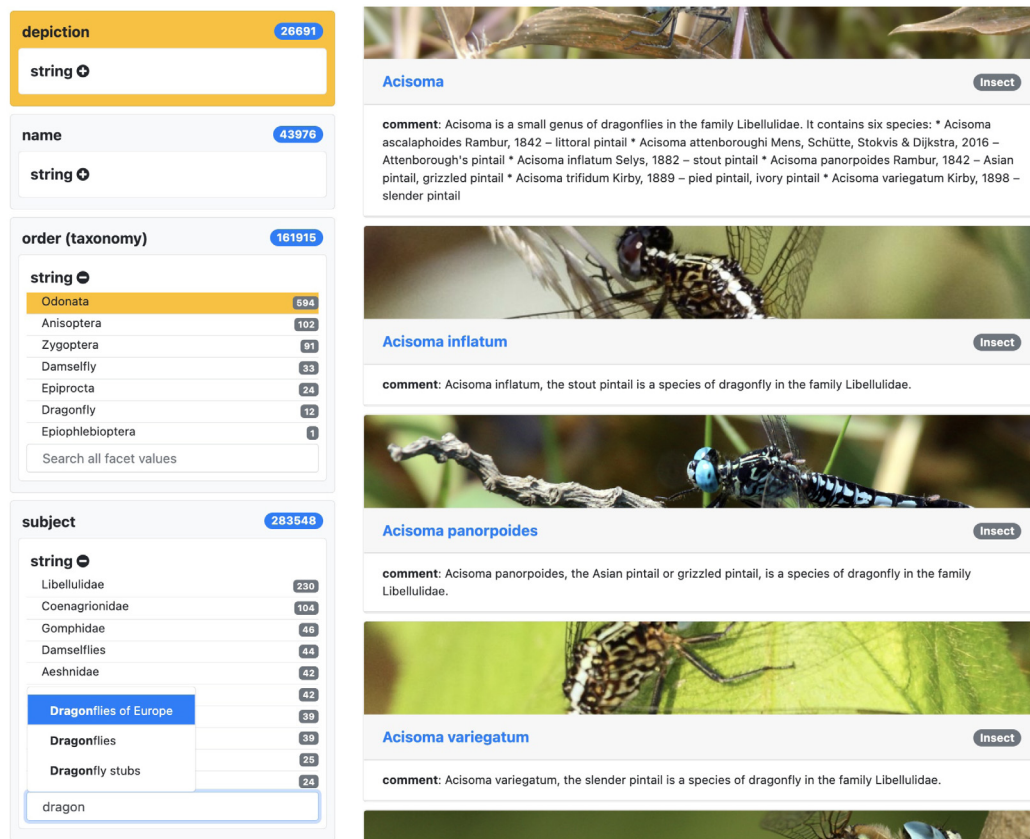 depiction 26691
string
name 43976
string
order (taxonomy) 161915
string
Odonata 594
Anisoptera 102
Zygoptera 91
Damselfly 33
Epiprocta 24
Dragonfly 12
Epiophlebioptera 1
Search all facet values
subject 283548
string
Libellulidae 230
Coenagrionidae 104
Gomphidae 46
Damselflies 44
Aeshnidae 42
42
Dragonflies of Europe
39
Dragonflies 39
25
Dragonfly stubs
24
dragon
Acisoma Insect
comment: Acisoma is a small genus of dragonflies in the family Libellulidae. It contains six species: * Acisoma
ascalaphoides Rambur, 1842 – littoral pintail * Acisoma attenboroughi Mens, Schütte, Stokvis & Dijkstra, 2016 –
Attenborough's pintail * Acisoma inflatum Selys, 1882 – stout pintail * Acisoma panorpoides Rambur, 1842 – Asian
pintail, grizzled pintail * Acisoma trifidum Kirby, 1889 – pied pintail, ivory pintail * Acisoma variegatum Kirby, 1898 –
slender pintail
Acisoma inflatum Insect
comment: Acisoma inflatum, the stout pintail is a species of dragonfly in the family Libellulidae.
Acisoma panorpoides Insect
comment: Acisoma panorpoides, the Asian pintail or grizzled pintail, is a species of dragonfly in the family
Libellulidae.
Acisoma variegatum Insect
comment: Acisoma variegatum, the slender pintail is a species of dragonfly in the family Libellulidae.